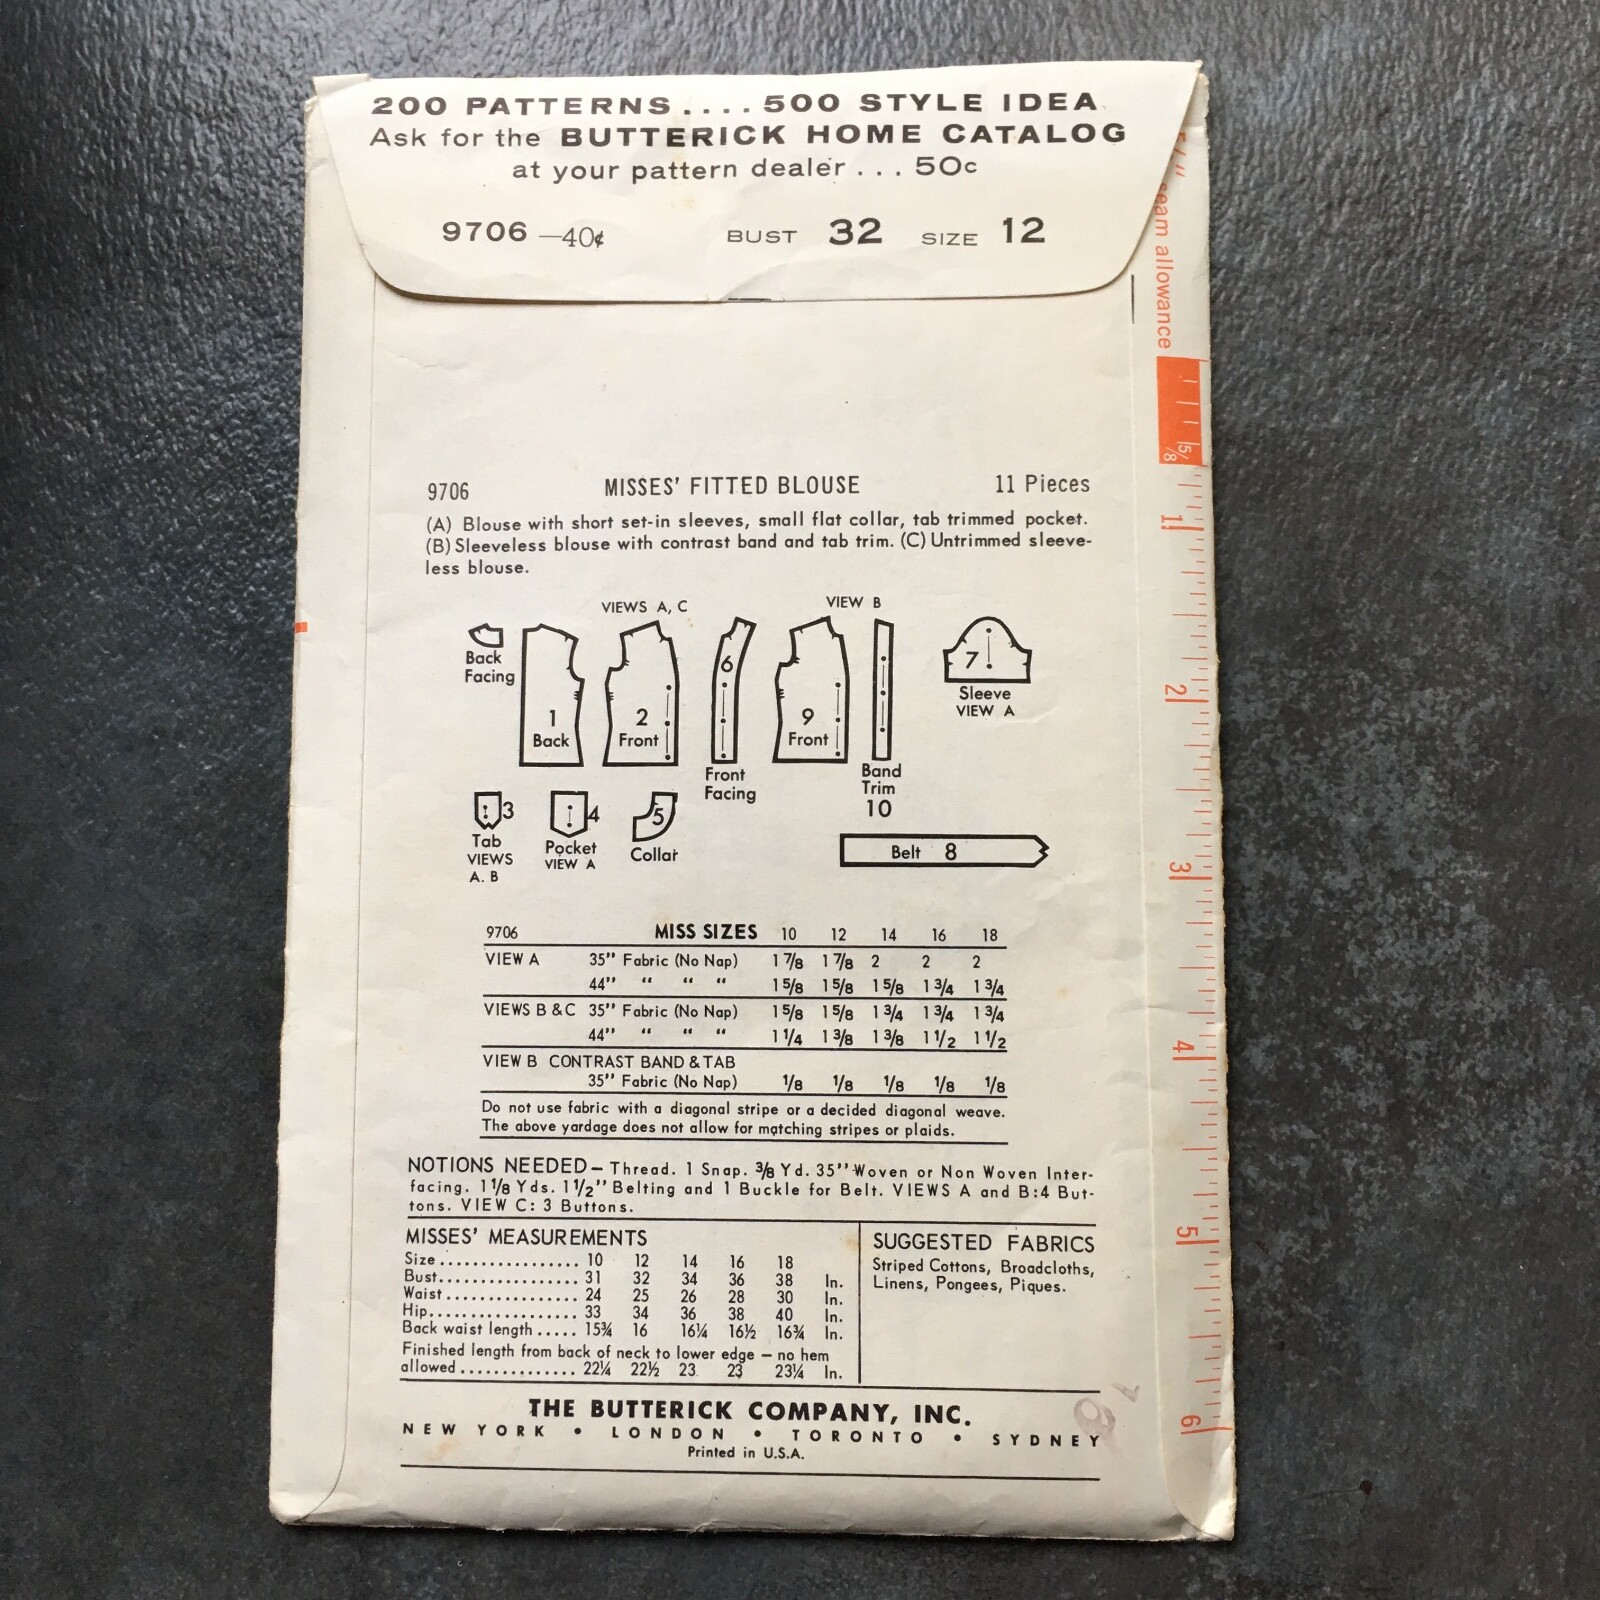 200 PATTERNS.... 500 STYLE IDEA
Ask for the BUTTERICK HOME CATALOG
at your pattern dealer ... 50c
9706 —40¢ BUST 32 SIZE 12
seam allowance
5/8
1
2
3
4
5
6
9706 MISSES' FITTED BLOUSE 11 Pieces
(A) Blouse with short set-in sleeves, small flat collar, tab trimmed pocket.
(B) Sleeveless blouse with contrast band and tab trim. (C) Untrimmed sleeve-
less blouse.
VIEWS A, C VIEW B
Back
Facing
1
Back
2
Front
6
Front
Facing
9
Front
Band
Trim
10
7
Sleeve
VIEW A
3
Tab
VIEWS
A. B
4
Pocket
VIEW A
5
Collar
Belt 8
9706 MISS SIZES 10 12 14 16 18
VIEW A 35" Fabric (No Nap) 1 7/8 1 7/8 2 2 2
44" " " " 1 5/8 1 5/8 1 5/8 1 3/4 1 3/4
VIEWS B & C 35" Fabric (No Nap) 1 5/8 1 5/8 1 3/4 1 3/4 1 3/4
44" " " " 1 1/4 1 3/8 1 3/8 1 1/2 1 1/2
VIEW B CONTRAST BAND & TAB
35" Fabric (No Nap) 1/8 1/8 1/8 1/8 1/8
Do not use fabric with a diagonal stripe or a decided diagonal weave.
The above yardage does not allow for matching stripes or plaids.
NOTIONS NEEDED – Thread. 1 Snap. 3/8 Yd. 35" Woven or Non Woven Inter-
facing. 1 1/8 Yds. 1 1/2" Belting and 1 Buckle for Belt. VIEWS A and B:4 But-
tons. VIEW C: 3 Buttons.
MISSES' MEASUREMENTS
Size ................. 10 12 14 16 18
Bust................. 31 32 34 36 38 In.
Waist ................ 24 25 26 28 30 In.
Hip.................. 33 34 36 38 40 In.
Back waist length ..... 15¾ 16 16¼ 16½ 16¾ In.
Finished length from back of neck to lower edge – no hem
allowed .............. 22¼ 22½ 23 23 23¼ In.
SUGGESTED FABRICS
Striped Cottons, Broadcloths,
Linens, Pongees, Piques.
THE BUTTERICK COMPANY, INC.
NEW YORK • LONDON • TORONTO • SYDNEY
Printed in U.S.A.